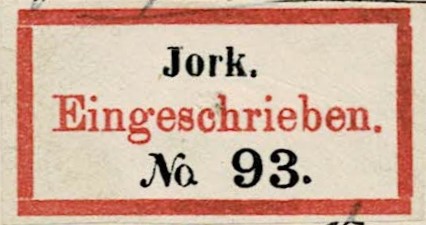 Jork.
Eingeschrieben.
No 93.